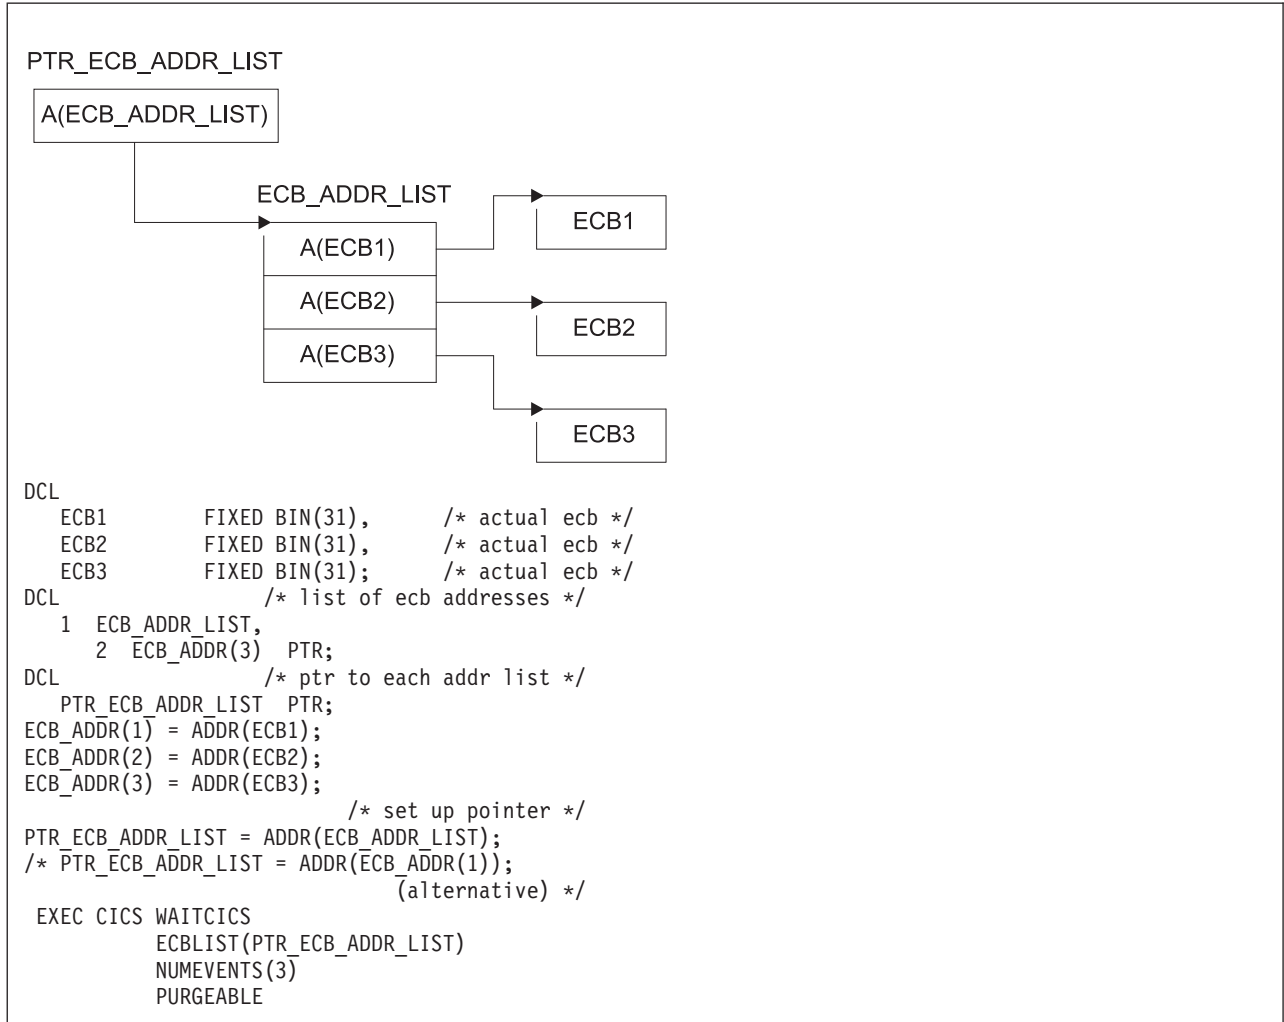 PTR_ECB_ADDR_LIST
A(ECB_ADDR_LIST)
ECB_ADDR_LIST
A(ECB1)
ECB1
A(ECB2)
ECB2
A(ECB3)
ECB3
DCL
ECB1 FIXED BIN(31), /* actual ecb */
ECB2 FIXED BIN(31), /* actual ecb */
ECB3 FIXED BIN(31); /* actual ecb */
DCL /* list of ecb addresses */
1 ECB_ADDR_LIST,
2 ECB_ADDR(3) PTR;
DCL /* ptr to each addr list */
PTR_ECB_ADDR_LIST PTR;
ECB_ADDR(1) = ADDR(ECB1);
ECB_ADDR(2) = ADDR(ECB2);
ECB_ADDR(3) = ADDR(ECB3);
/* set up pointer */
PTR_ECB_ADDR_LIST = ADDR(ECB_ADDR_LIST);
/* PTR_ECB_ADDR_LIST = ADDR(ECB_ADDR(1));
(alternative) */
EXEC CICS WAITCICS
ECBLIST(PTR_ECB_ADDR_LIST)
NUMEVENTS(3)
PURGEABLE